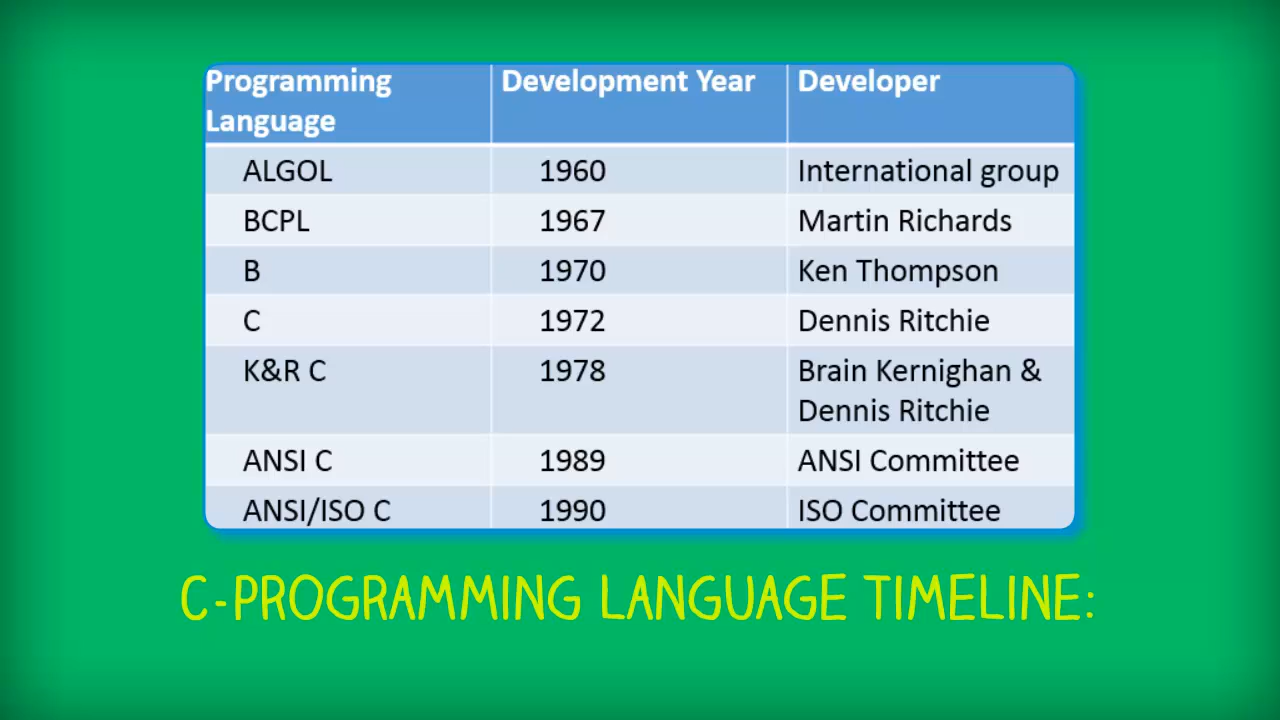 Programming Language Development Year Developer
ALGOL 1960 International group
BCPL 1967 Martin Richards
B 1970 Ken Thompson
C 1972 Dennis Ritchie
K&R C 1978 Brain Kernighan &
Dennis Ritchie
ANSI C 1989 ANSI Committee
ANSI/ISO C 1990 ISO Committee
C-PROGRAMMING LANGUAGE TIMELINE: